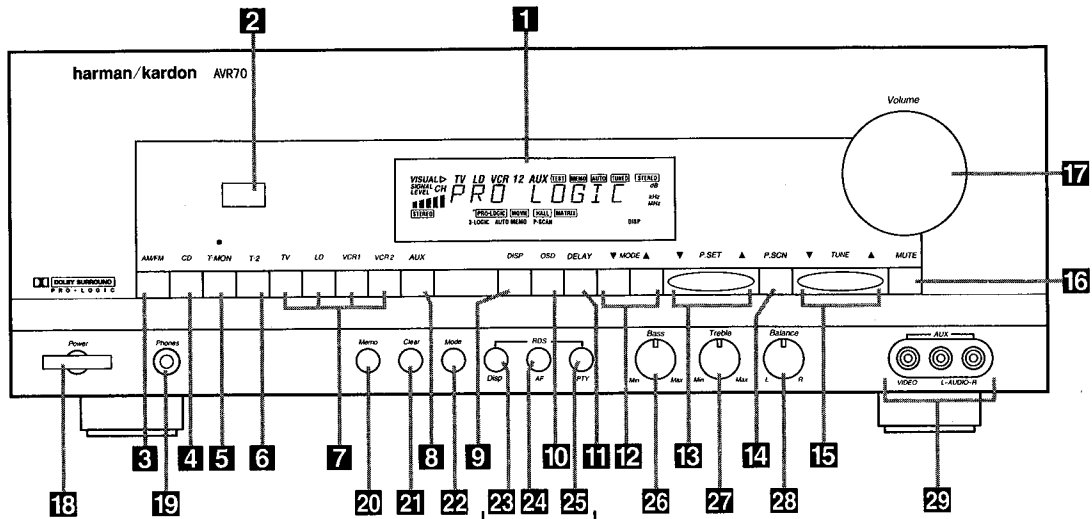 2
1
harman/kardon AVR70
Volume
VISUAL ▷ TV LD VCR 12 AUX TEST MEMO AUTO TUNED STEREO
SIGNAL LEVEL CH PRO LOGIC dB kHz MHz
STEREO PRO-LOGIC MOVIE HALL MATRIX
3-LOGIC AUTO MEMO P-SCAN DISP
17
AM/FM CD T-MON T-2 TV LD VCR1 VCR2 AUX DISP OSD DELAY ▼ MODE ▲ ▼ P.SET ▲ P.SCN ▼ TUNE ▲ MUTE
DOLBY SURROUND
PRO-LOGIC
16
Power Phones Memo Clear Mode RDS Bass Treble Balance AUX
Disp AF PTY Min Max Min Max L R VIDEO L-AUDIO-R
3 4 5 6 7 8 9 10 11 12 13 14 15
18 19 20 21 22 23 24 25 26 27 28 29